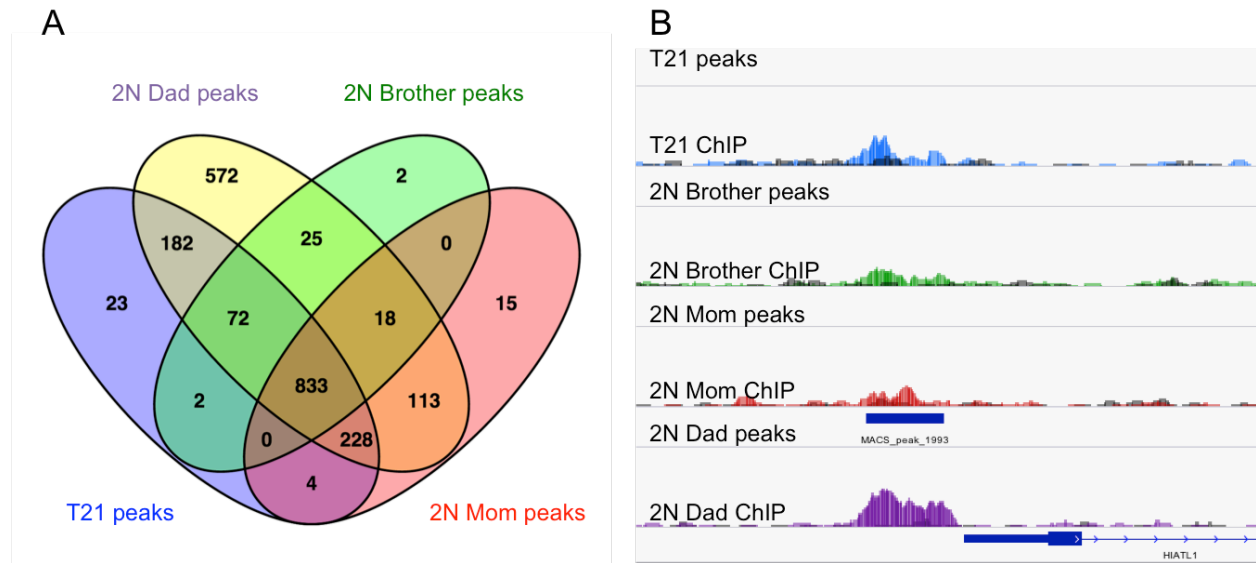 A
2N Dad peaks
2N Brother peaks
572
2
182
25
0
23
15
72
18
833
2
113
0
228
4
T21 peaks
2N Mom peaks
B
T21 peaks
T21 ChIP
2N Brother peaks
2N Brother ChIP
2N Mom peaks
2N Mom ChIP
2N Dad peaks
MACS_peak_1993
2N Dad ChIP
HIATL1